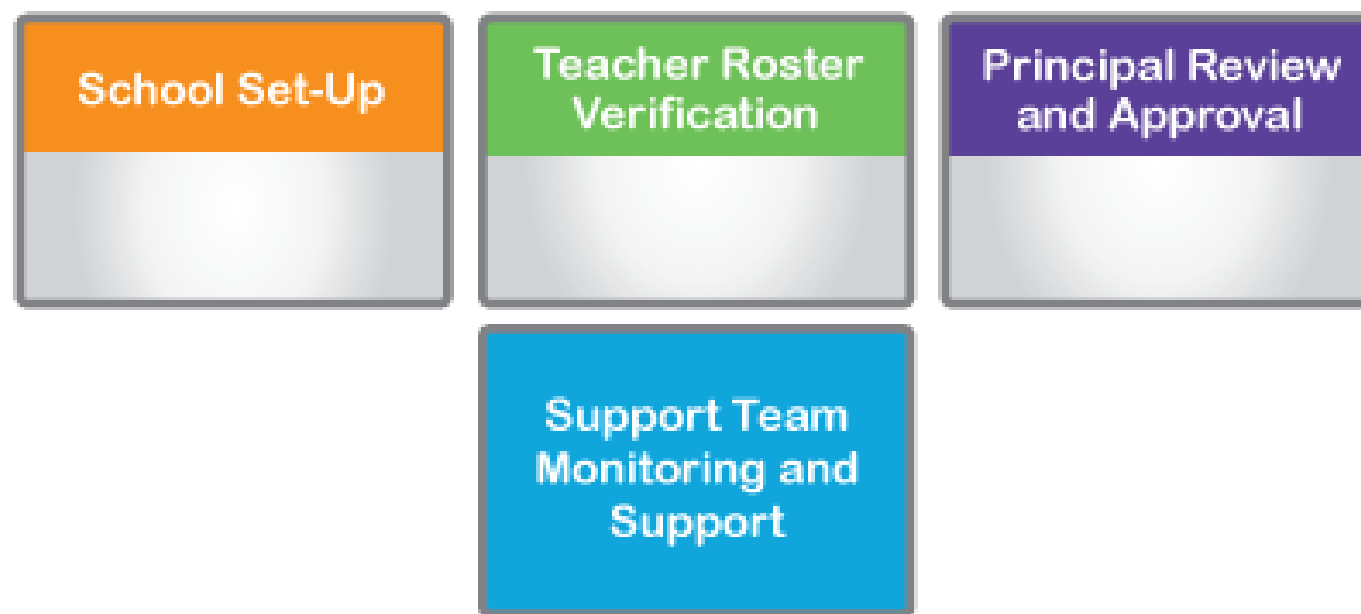 School Set-Up
Teacher Roster
Verification
Principal Review
and Approval
Support Team
Monitoring and
Support